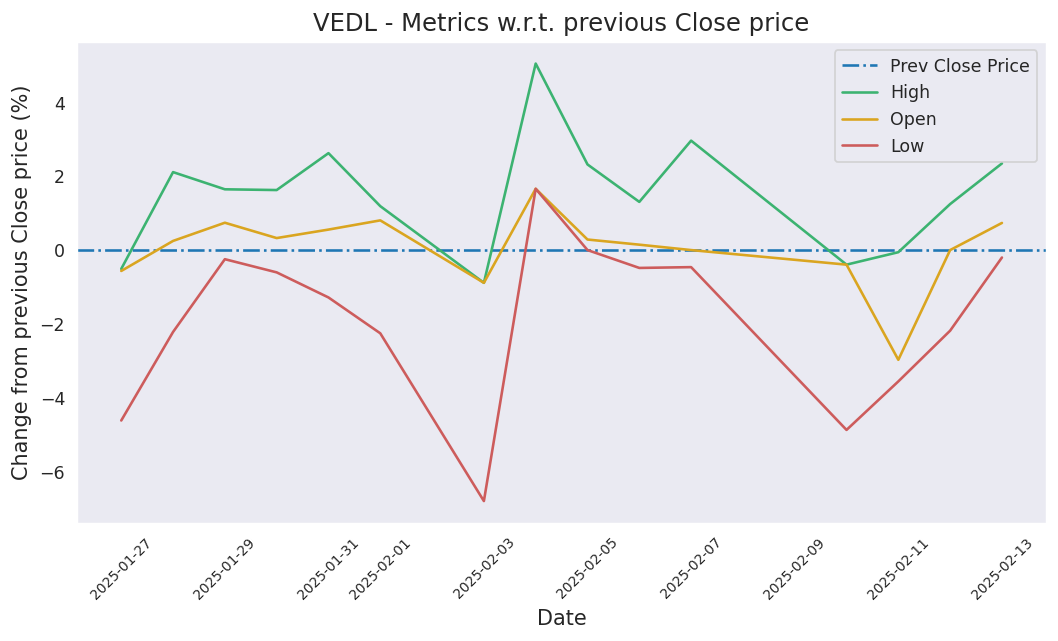 VEDL - Metrics w.r.t. previous Close price
Change from previous Close price (%)
4
2
0
−2
−4
−6
Prev Close Price
High
Open
Low
2025-01-27
2025-01-29
2025-01-31
2025-02-01
2025-02-03
2025-02-05
2025-02-07
2025-02-09
2025-02-11
2025-02-13
Date